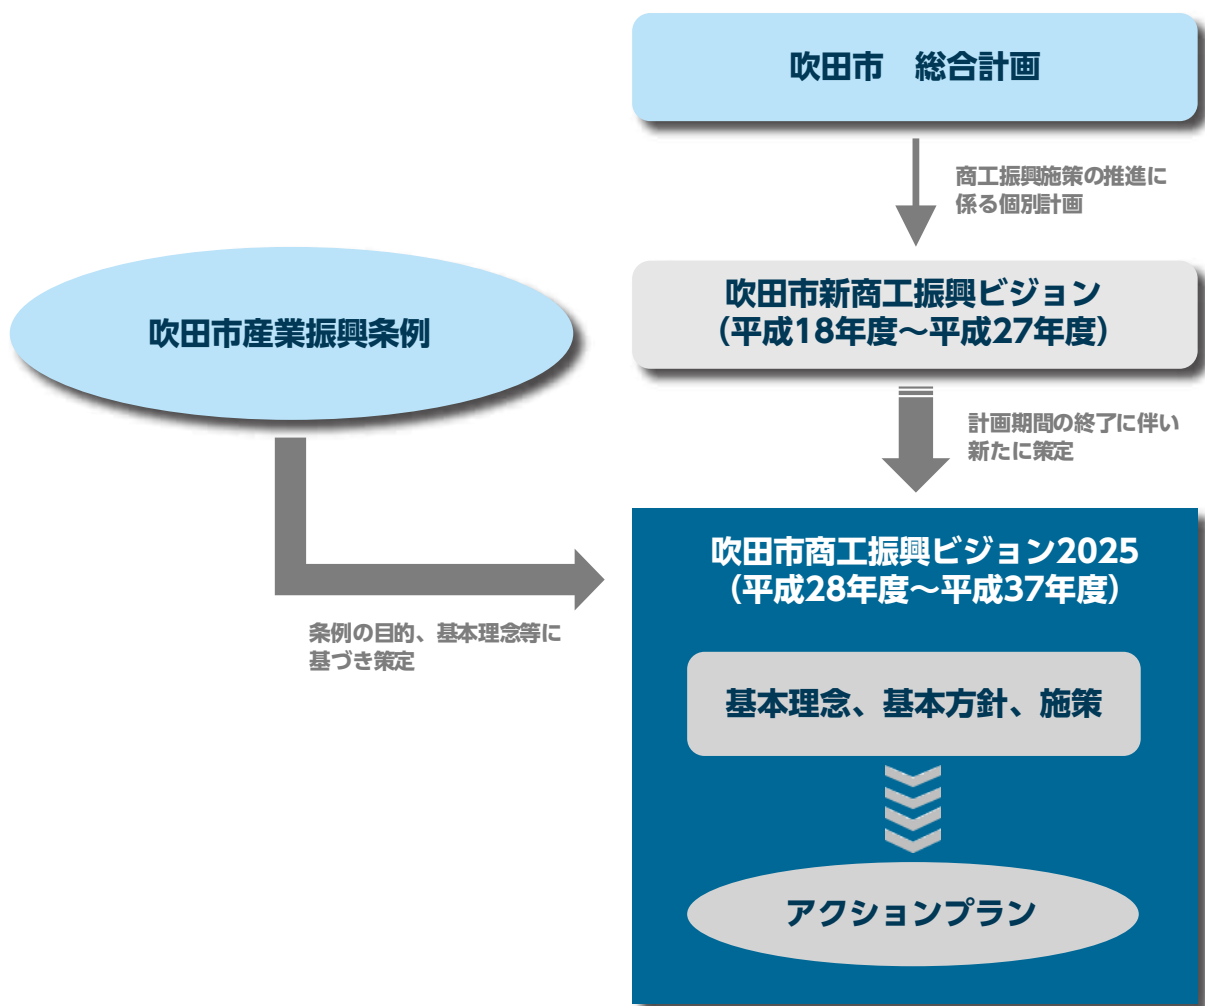 吹田市　総合計画
商工振興施策の推進に
係る個別計画
吹田市新商工振興ビジョン
（平成18年度～平成27年度）
吹田市産業振興条例
計画期間の終了に伴い
新たに策定
条例の目的、基本理念等に
基づき策定
吹田市商工振興ビジョン2025
（平成28年度～平成37年度）
基本理念、基本方針、施策
アクションプラン